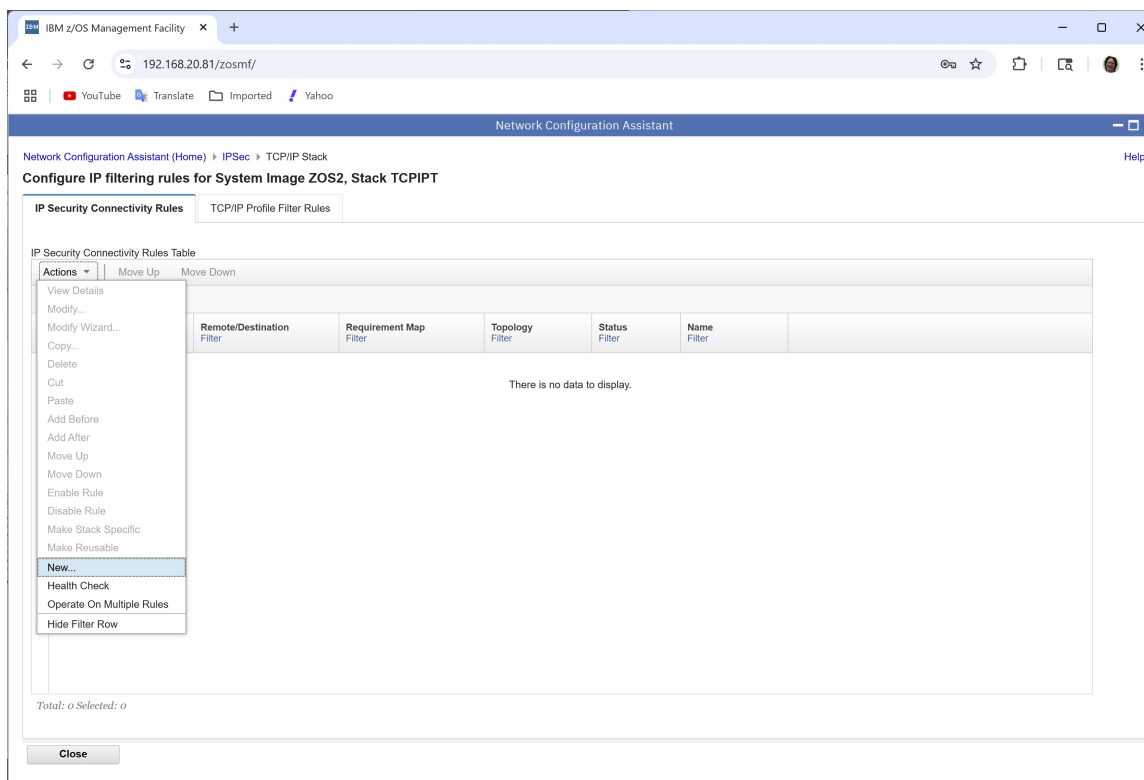 IBM z/OS Management Facility
192.168.20.81/zosmf/
YouTube Translate Imported Yahoo
Network Configuration Assistant
Network Configuration Assistant (Home) IPSec TCP/IP Stack Help
Configure IP filtering rules for System Image ZOS2, Stack TCPIPT
IP Security Connectivity Rules TCP/IP Profile Filter Rules
IP Security Connectivity Rules Table
Actions Move Up Move Down
View Details
Modify...
Modify Wizard...
Copy...
Delete
Cut
Paste
Add Before
Add After
Move Up
Move Down
Enable Rule
Disable Rule
Make Stack Specific
Make Reusable
New...
Health Check
Operate On Multiple Rules
Hide Filter Row
Remote/Destination Requirement Map Topology Status Name
Filter Filter Filter Filter Filter
There is no data to display.
Total: 0 Selected: 0
Close